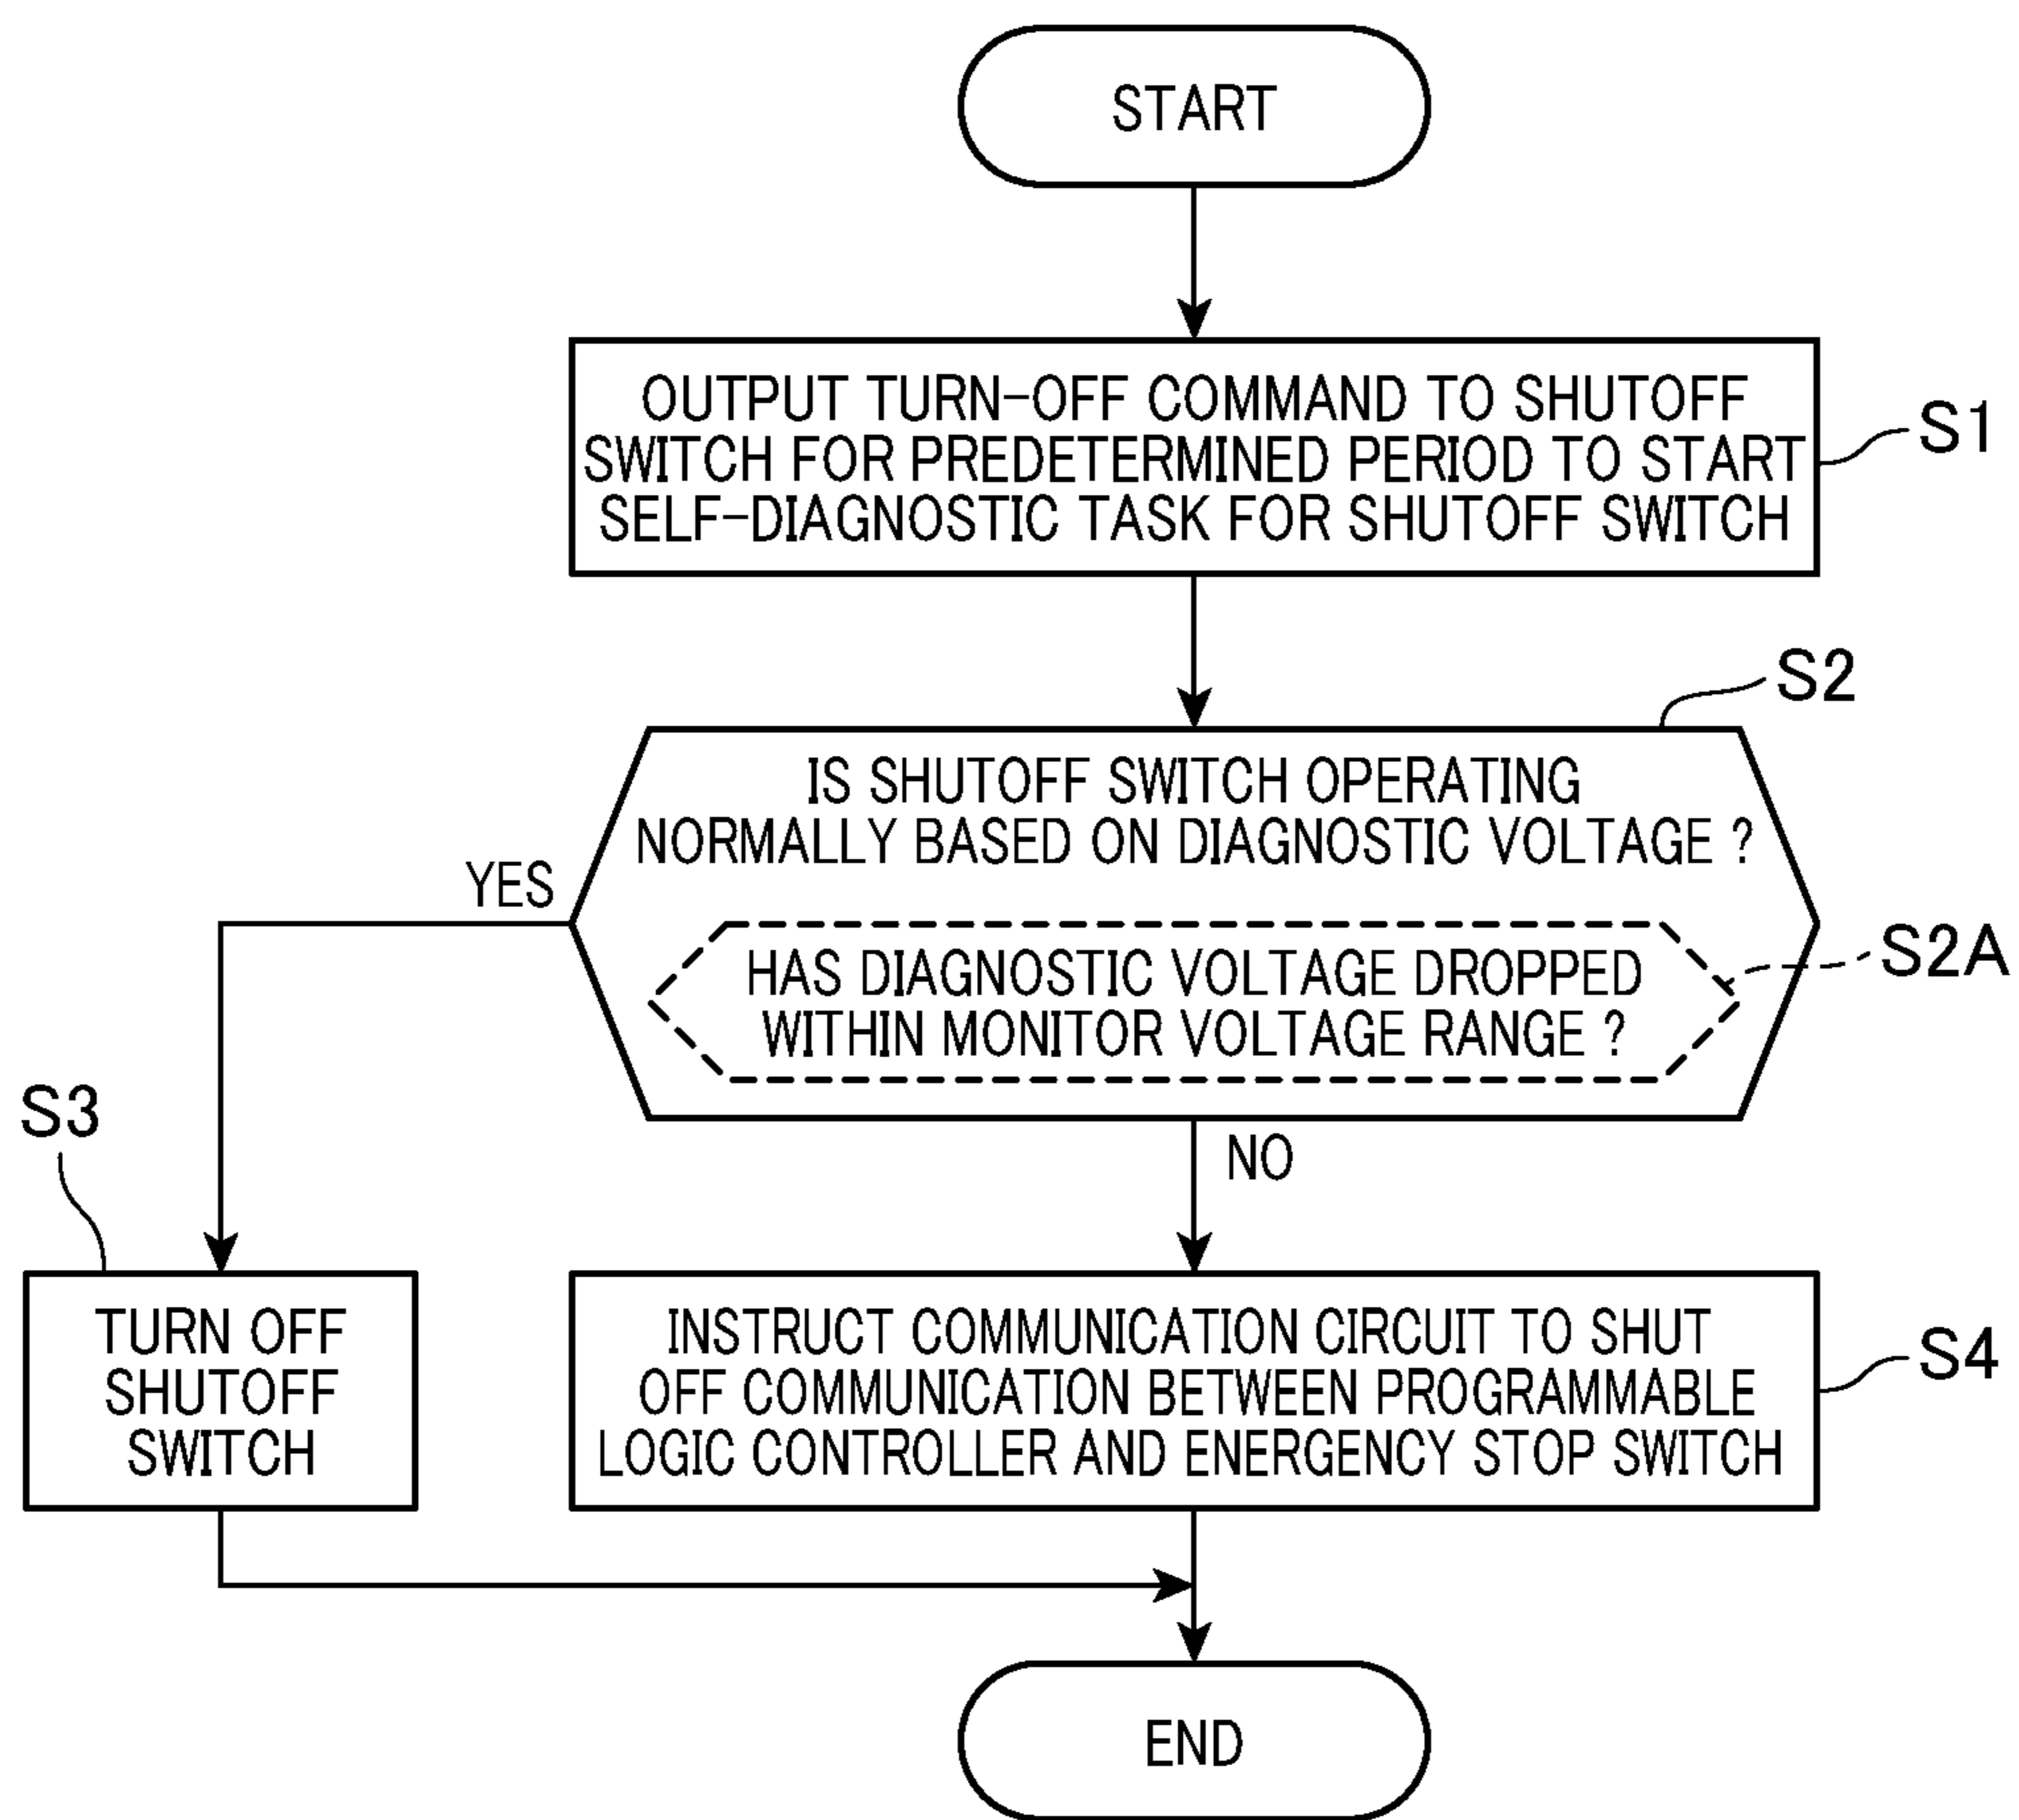 START
OUTPUT TURN-OFF COMMAND TO SHUTOFF
SWITCH FOR PREDETERMINED PERIOD TO START
SELF-DIAGNOSTIC TASK FOR SHUTOFF SWITCH
S1
S2
IS SHUTOFF SWITCH OPERATING
NORMALLY BASED ON DIAGNOSTIC VOLTAGE ?
YES
HAS DIAGNOSTIC VOLTAGE DROPPED
WITHIN MONITOR VOLTAGE RANGE ?
S2A
NO
S3
TURN OFF
SHUTOFF
SWITCH
INSTRUCT COMMUNICATION CIRCUIT TO SHUT
OFF COMMUNICATION BETWEEN PROGRAMMABLE
LOGIC CONTROLLER AND ENERGENCY STOP SWITCH
S4
END